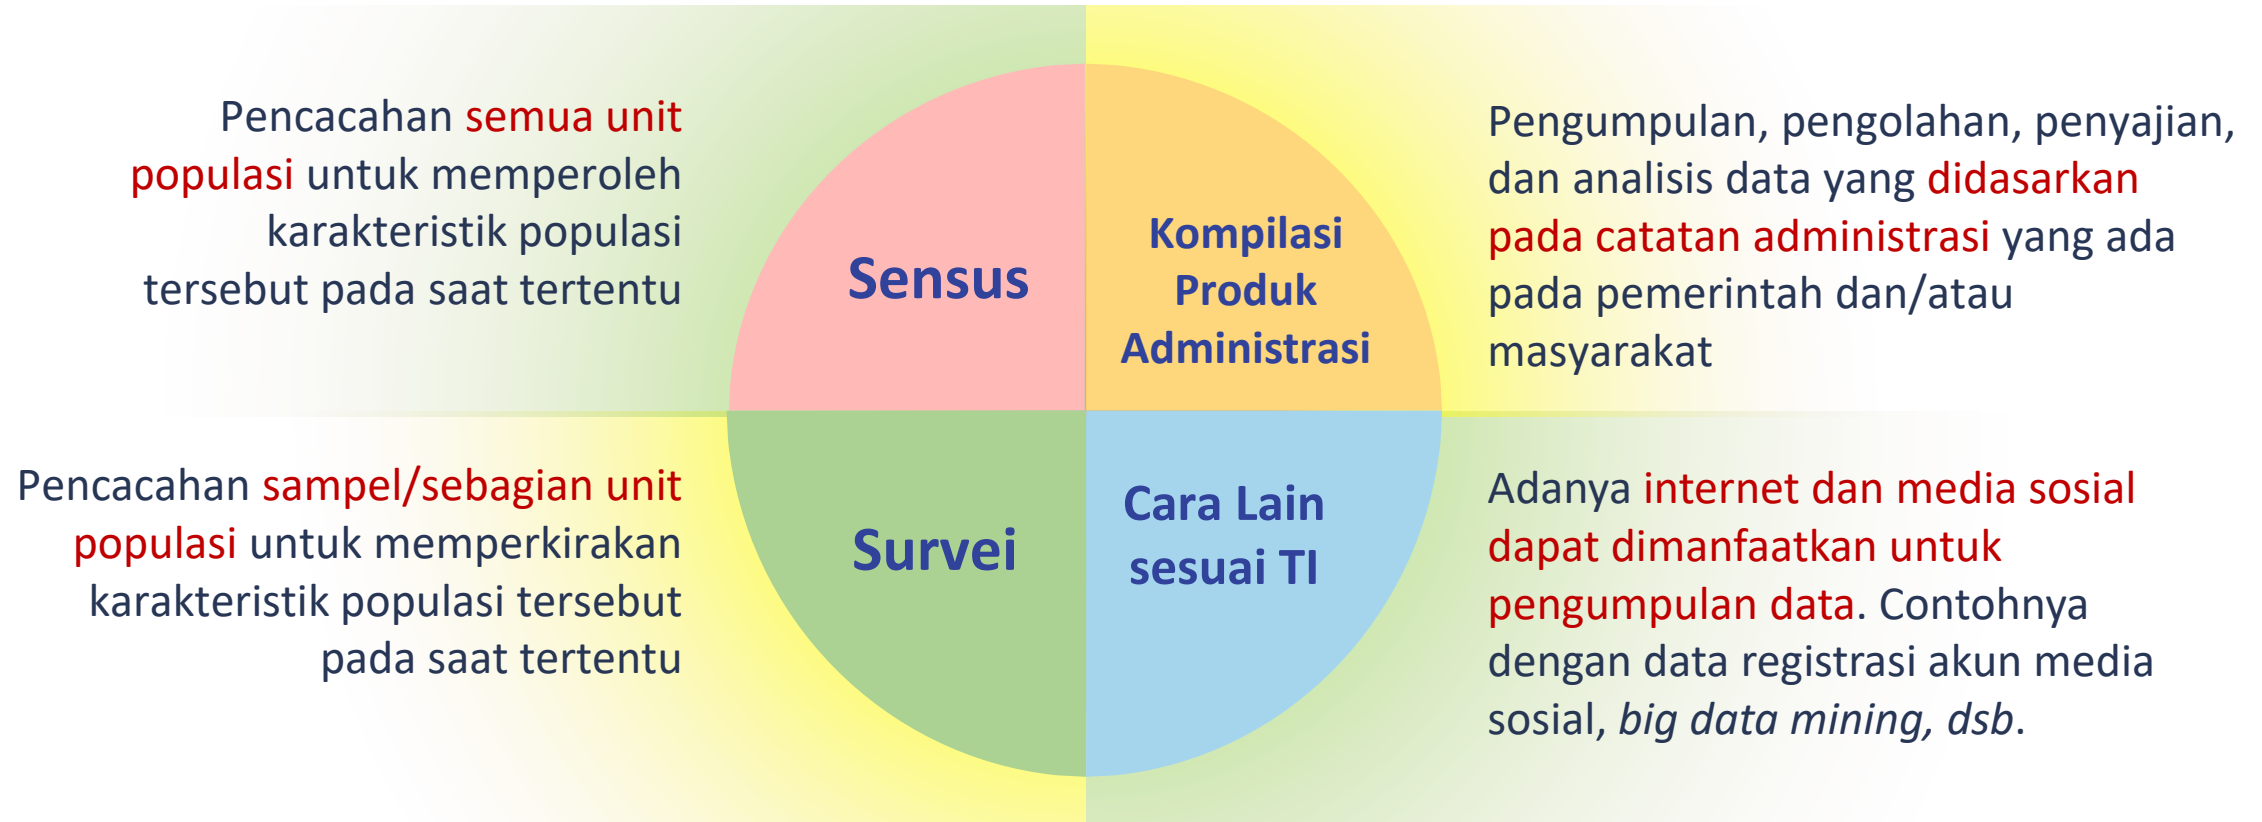 Pencacahan semua unit
populasi untuk memperoleh
karakteristik populasi
tersebut pada saat tertentu
Sensus
Kompilasi
Produk
Administrasi
Pengumpulan, pengolahan, penyajian,
dan analisis data yang didasarkan
pada catatan administrasi yang ada
pada pemerintah dan/atau
masyarakat
Pencacahan sampel/sebagian unit
populasi untuk memperkirakan
karakteristik populasi tersebut
pada saat tertentu
Survei
Cara Lain
sesuai TI
Adanya internet dan media sosial
dapat dimanfaatkan untuk
pengumpulan data. Contohnya
dengan data registrasi akun media
sosial, big data mining, dsb.